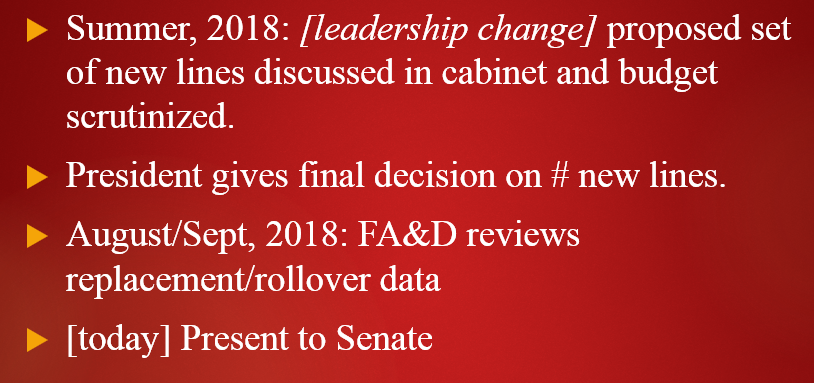 Summer, 2018: [leadership change] proposed set
of new lines discussed in cabinet and budget
scrutinized.
President gives final decision on # new lines.
August/Sept, 2018: FA&D reviews
replacement/rollover data
[today] Present to Senate